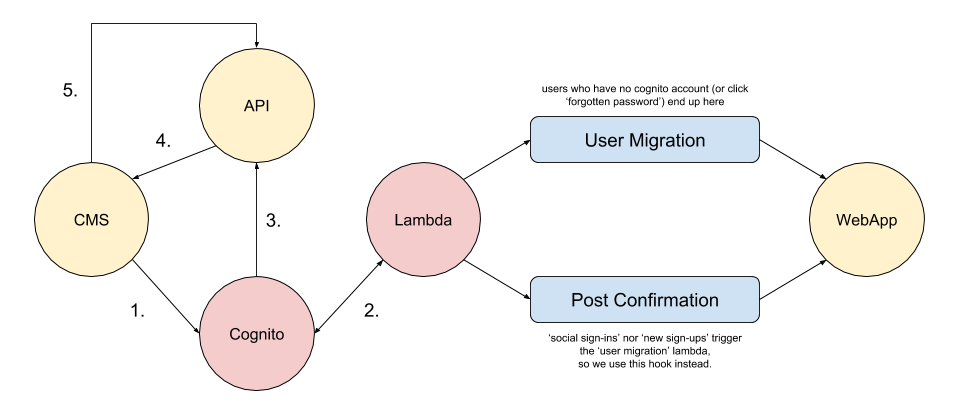 5.
API
users who have no cognito account (or click
'forgotten password') end up here
4.
User Migration
CMS
3.
Lambda
WebApp
1.
2.
Cognito
Post Confirmation
'social sign-ins' nor 'new sign-ups' trigger
the 'user migration' lambda,
so we use this hook instead.